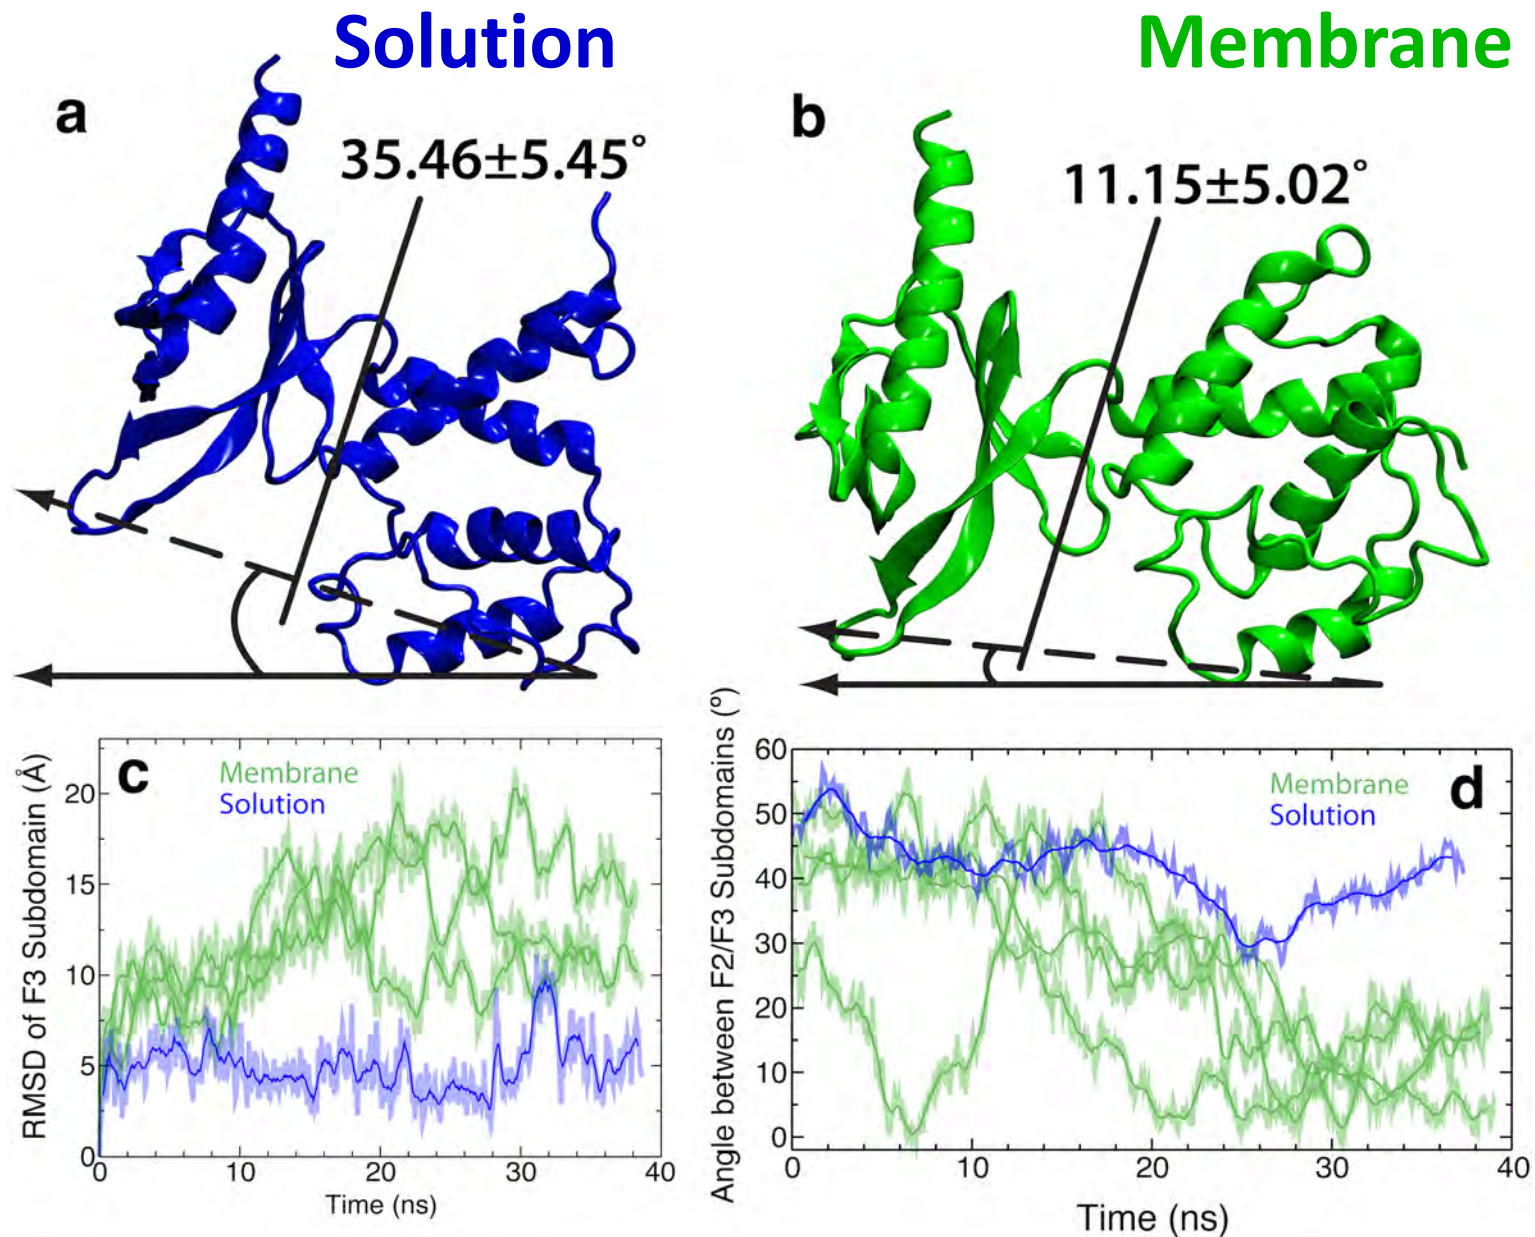 Solution
Membrane
a
35.46±5.45°
b
11.15±5.02°
c
Membrane
Solution
RMSD of F3 Subdomain (Å)
20
15
10
5
0
0 10 20 30 40
Time (ns)
d
Membrane
Solution
Angle between F2/F3 Subdomains (º)
60
50
40
30
20
10
0
0 10 20 30 40
Time (ns)